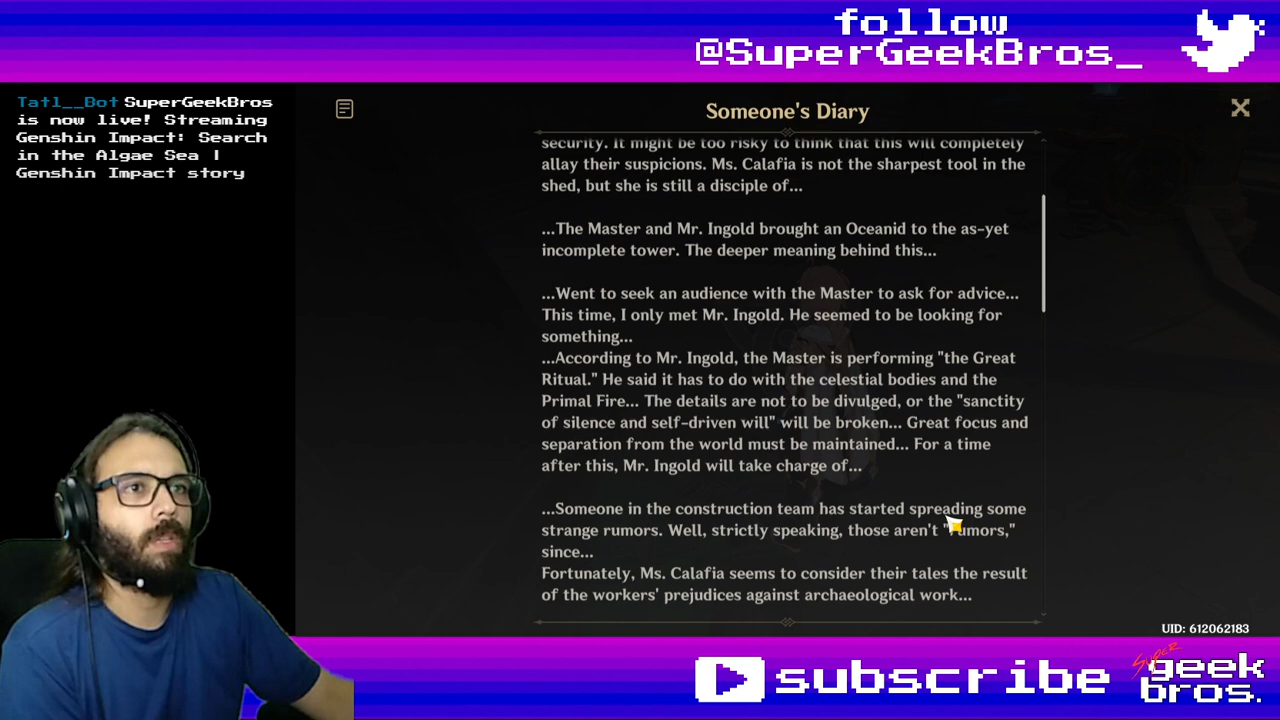 follow
@SuperGeekBros_
Tatl__Bot SuperGeekBros
is now live! Streaming
Genshin Impact: Search
in the Algae Sea |
Genshin Impact story
Someone's Diary
security. It might be too risky to think that this will completely
allay their suspicions. Ms. Calafia is not the sharpest tool in the
shed, but she is still a disciple of...
...The Master and Mr. Ingold brought an Oceanid to the as-yet
incomplete tower. The deeper meaning behind this...
...Went to seek an audience with the Master to ask for advice...
This time, I only met Mr. Ingold. He seemed to be looking for
something...
...According to Mr. Ingold, the Master is performing "the Great
Ritual." He said it has to do with the celestial bodies and the
Primal Fire... The details are not to be divulged, or the "sanctity
of silence and self-driven will" will be broken... Great focus and
separation from the world must be maintained... For a time
after this, Mr. Ingold will take charge of...
...Someone in the construction team has started spreading some
strange rumors. Well, strictly speaking, those aren't "rumors,"
since...
Fortunately, Ms. Calafia seems to consider their tales the result
of the workers' prejudices against archaeological work...
UID: 612062183
subscribe
super
geek
bros.